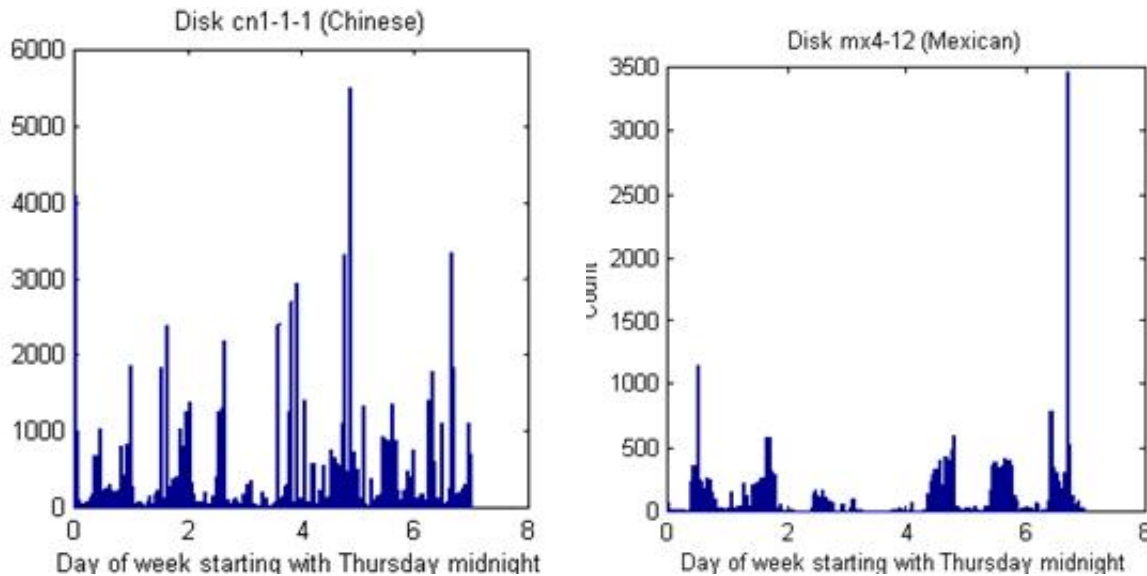 Disk cn1-1-1 (Chinese)
6000
5000
4000
3000
2000
1000
0
0 2 4 6 8
Day of week starting with Thursday midnight
Disk mx4-12 (Mexican)
3500
3000
2500
2000
1500
1000
500
0
Count
0 2 4 6 8
Day of week starting with Thursday midnight